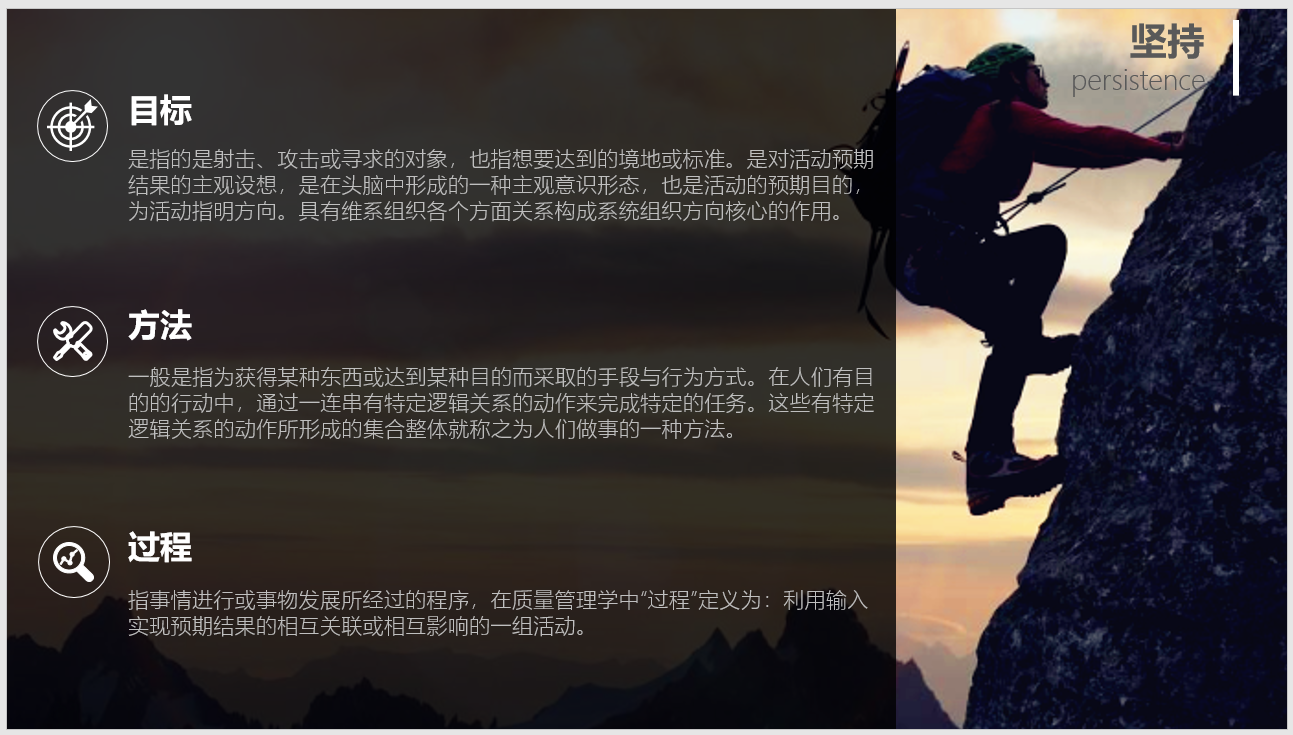 坚持
persistence
目标
是指的是射击、攻击或寻求的对象，也指想要达到的境地或标准。是对活动预期
结果的主观设想，是在头脑中形成的一种主观意识形态，也是活动的预期目的，
为活动指明方向。具有维系组织各个方面关系构成系统组织方向核心的作用。
方法
一般是指为获得某种东西或达到某种目的而采取的手段与行为方式。在人们有目
的的行动中，通过一连串有特定逻辑关系的动作来完成特定的任务。这些有特定
逻辑关系的动作所形成的集合整体就称之为人们做事的一种方法。
过程
指事情进行或事物发展所经过的程序，在质量管理学中“过程”定义为：利用输入
实现预期结果的相互关联或相互影响的一组活动。